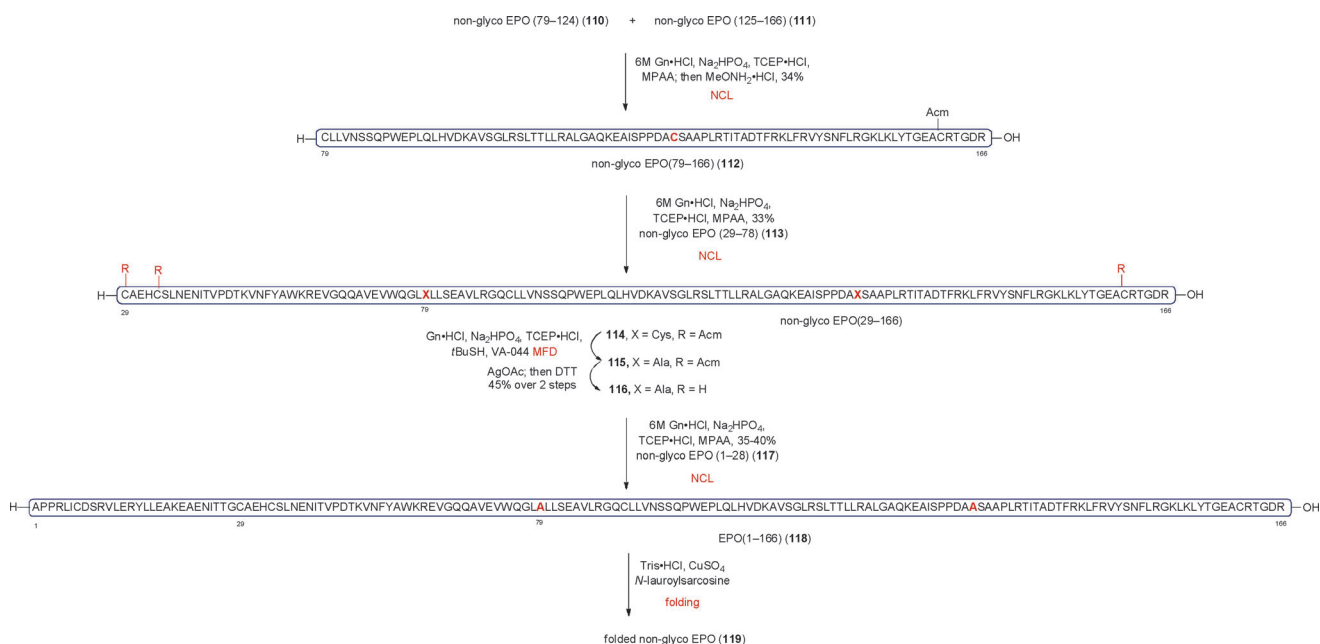 non-glyco EPO (79–124) (110) + non-glyco EPO (125–166) (111)
6M Gn•HCl, Na2HPO4, TCEP•HCl,
MPAA; then MeONH2•HCl, 34%
NCL
Acm
H CLLVNSSQPWEPLQLHVDKAVSGLRSLTTLLRALGAQKEAISPPDACSAAPLRTITADTFRKLFRVYSNFLRGKLKLYTGEACRTGDR OH
79 166
non-glyco EPO(79–166) (112)
6M Gn•HCl, Na2HPO4,
TCEP•HCl, MPAA, 33%
non-glyco EPO (29–78) (113)
NCL
R R R
H CAEHCSLNENITVPDTKVNFYAWKREVGQQAVEVWQGLXLLSEAVLRGQCLLVNSSQPWEPLQLHVDKAVSGLRSLTTLLRALGAQKEAISPPDAXSAAPLRTITADTFRKLFRVYSNFLRGKLKLYTGEACRTGDR OH
29 79 166
non-glyco EPO(29–166)
Gn•HCl, Na2HPO4, TCEP•HCl,
tBuSH, VA-044 MFD
114, X = Cys, R = Acm
115, X = Ala, R = Acm
AgOAc; then DTT
45% over 2 steps
116, X = Ala, R = H
6M Gn•HCl, Na2HPO4,
TCEP•HCl, MPAA, 35-40%
non-glyco EPO (1–28) (117)
NCL
H APPRLICDSRVLERYLLEAKEAENITTGCAEHCSLNENITVPDTKVNFYAWKREVGQQAVEVWQGLALLSEAVLRGQCLLVNSSQPWEPLQLHVDKAVSGLRSLTTLLRALGAQKEAISPPDAASAAPLRTITADTFRKLFRVYSNFLRGKLKLYTGEACRTGDR OH
1 29 79 166
EPO(1–166) (118)
Tris•HCl, CuSO4
N-lauroylsarcosine
folding
folded non-glyco EPO (119)